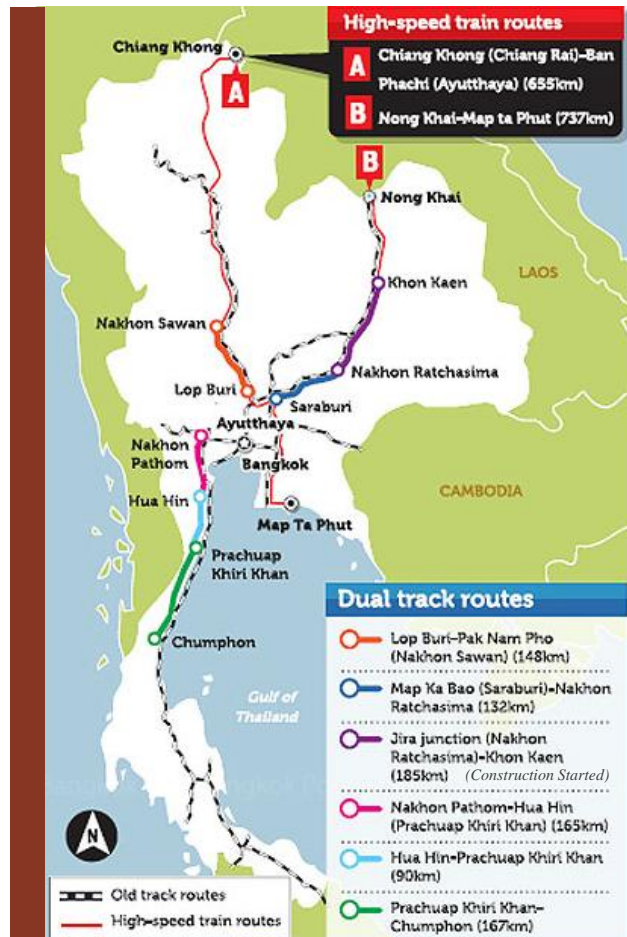 High-speed train routes
A
Chiang Khong (Chiang Rai)-Ban
Phachi (Ayutthaya) (655km)
B
Nong Khai-Map ta Phut (737km)
Chiang Khong
A
B
Nong Khai
LAOS
Khon Kaen
Nakhon Sawan
Nakhon Ratchasima
Lop Buri
Saraburi
Ayutthaya
Nakhon
Pathom
Bangkok
CAMBODIA
Hua Hin
Map Ta Phut
Prachuap
Khiri Khan
Chumphon
Gulf of
Thailand
N
Old track routes
High-speed train routes
Dual track routes
Lop Buri-Pak Nam Pho
(Nakhon Sawan) (148km)
Map Ka Bao (Saraburi)-Nakhon
Ratchasima (132km)
Jira junction (Nakhon
Ratchasima)-Khon Kaen
(185km) (Construction Started)
Nakhon Pathom-Hua Hin
(Prachuap Khiri Khan) (165km)
Hua Hin-Prachuap Khiri Khan
(90km)
Prachuap Khiri Khan-
Chumphon (167km)